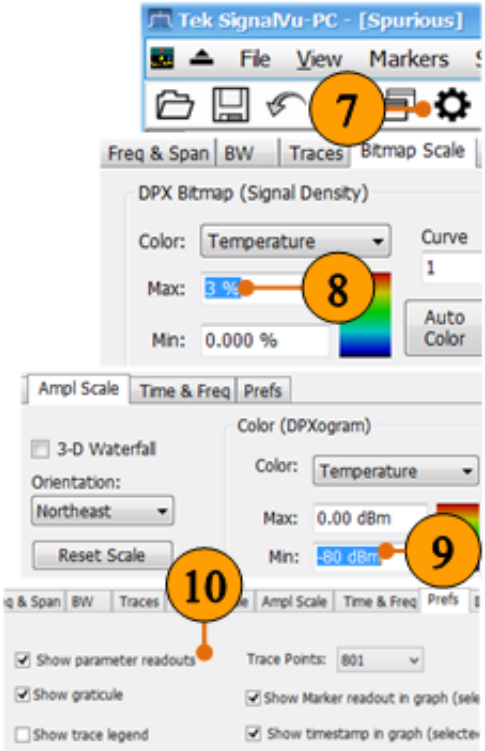 Tek SignalVu-PC - [Spurious]
File View Markers
7
Freq & Span BW Traces Bitmap Scale
DPX Bitmap (Signal Density)
Color: Temperature Curve
1
Max: 3 % 8
Min: 0.000 % Auto Color
Ampl Scale Time & Freq Prefs
Color (DPXogram)
3-D Waterfall
Color: Temperature
Orientation:
Northeast
Max: 0.00 dBm
Reset Scale Min: -80 dBm 9
10
& Span BW Traces Ampl Scale Time & Freq Prefs
Show parameter readouts Trace Points: 801
Show graticule Show Marker readout in graph (sele
Show trace legend Show timestamp in graph (selecte